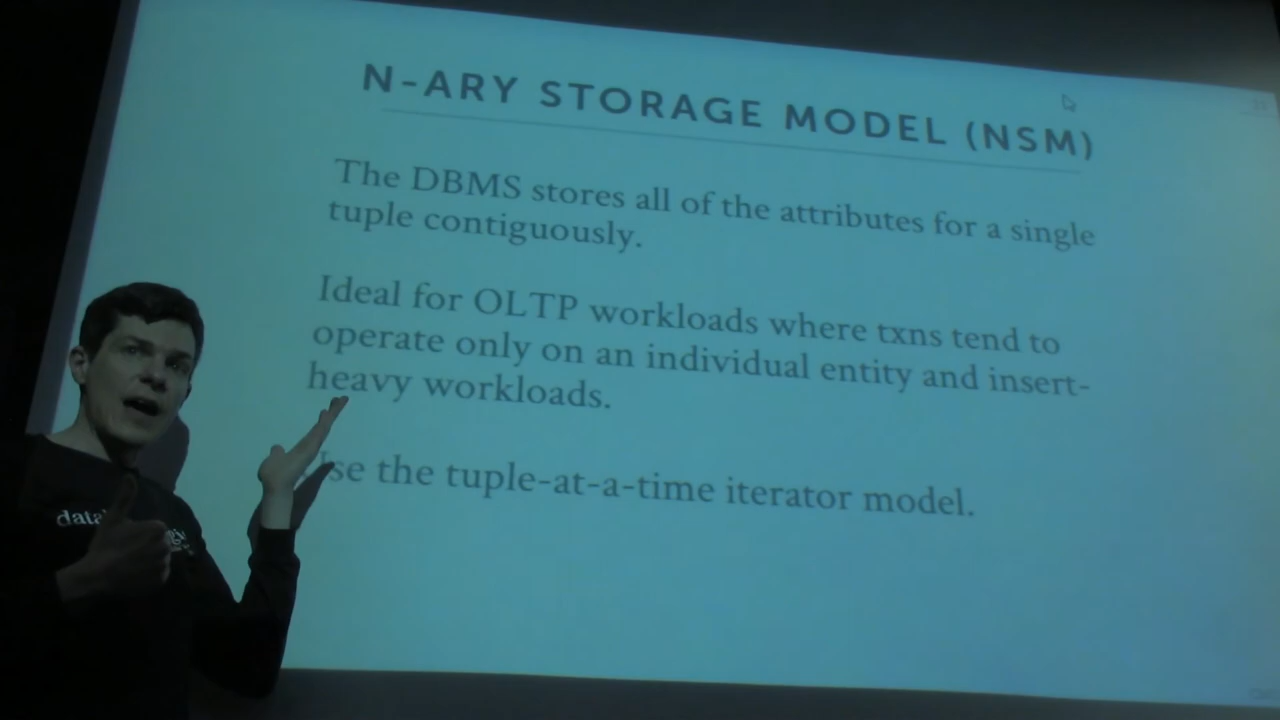 N-ARY STORAGE MODEL (NSM)
The DBMS stores all of the attributes for a single
tuple contiguously.
Ideal for OLTP workloads where txns tend to
operate only on an individual entity and insert-
heavy workloads.
Use the tuple-at-a-time iterator model.